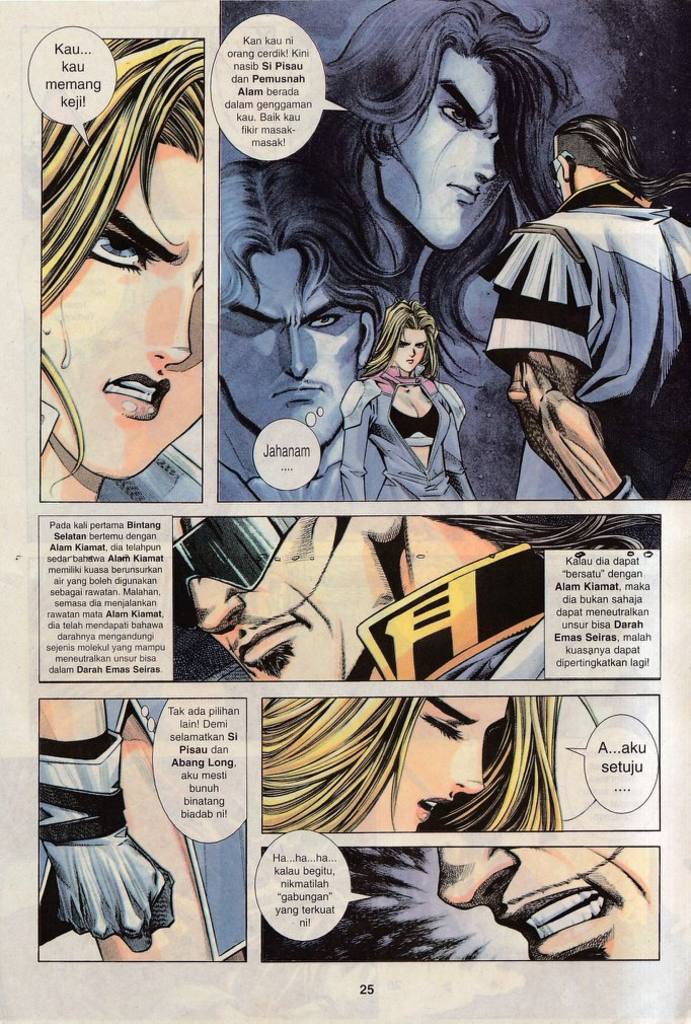 Kau...
kau
memang
keji!
Kan kau ni
orang cerdik! Kini
nasib Si Pisau
dan Pemusnah
Alam berada
dalam genggaman
kau. Baik kau
fikir masak-
masak!
Jahanam
....
Pada kali pertama Bintang
Selatan bertemu dengan
Alam Kiamat, dia telahpun
sedar bahawa Alam Kiamat
memiliki kuasa berunsurkan
air yang boleh digunakan
sebagai rawatan. Malahan,
semasa dia menjalankan
rawatan mata Alam Kiamat,
dia telah mendapati bahawa
darahnya mengandungi
sejenis molekul yang mampu
meneutralkan unsur bisa
dalam Darah Emas Seiras.
Kalau dia dapat
"bersatu" dengan
Alam Kiamat, maka
dia bukan sahaja
dapat meneutralkan
unsur bisa Darah
Emas Seiras, malah
kuasanya dapat
dipertingkatkan lagi!
Tak ada pilihan
lain! Demi
selamatkan Si
Pisau dan
Abang Long,
aku mesti
bunuh
binatang
biadab ni!
A...aku
setuju
....
Ha...ha...ha...
kalau begitu,
nikmatilah
"gabungan"
yang terkuat
ni!
25